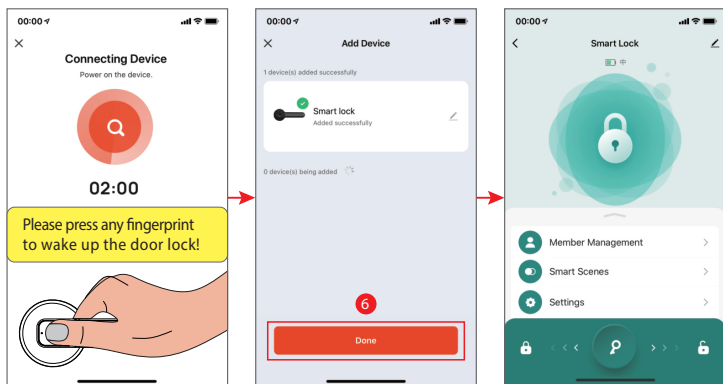 00:00
Connecting Device
Power on the device.
02:00
Please press any fingerprint
to wake up the door lock!
00:00
Add Device
1 device(s) added successfully
Smart lock
Added successfully
0 device(s) being added
6
Done
00:00
Smart Lock
中
Member Management
Smart Scenes
Settings